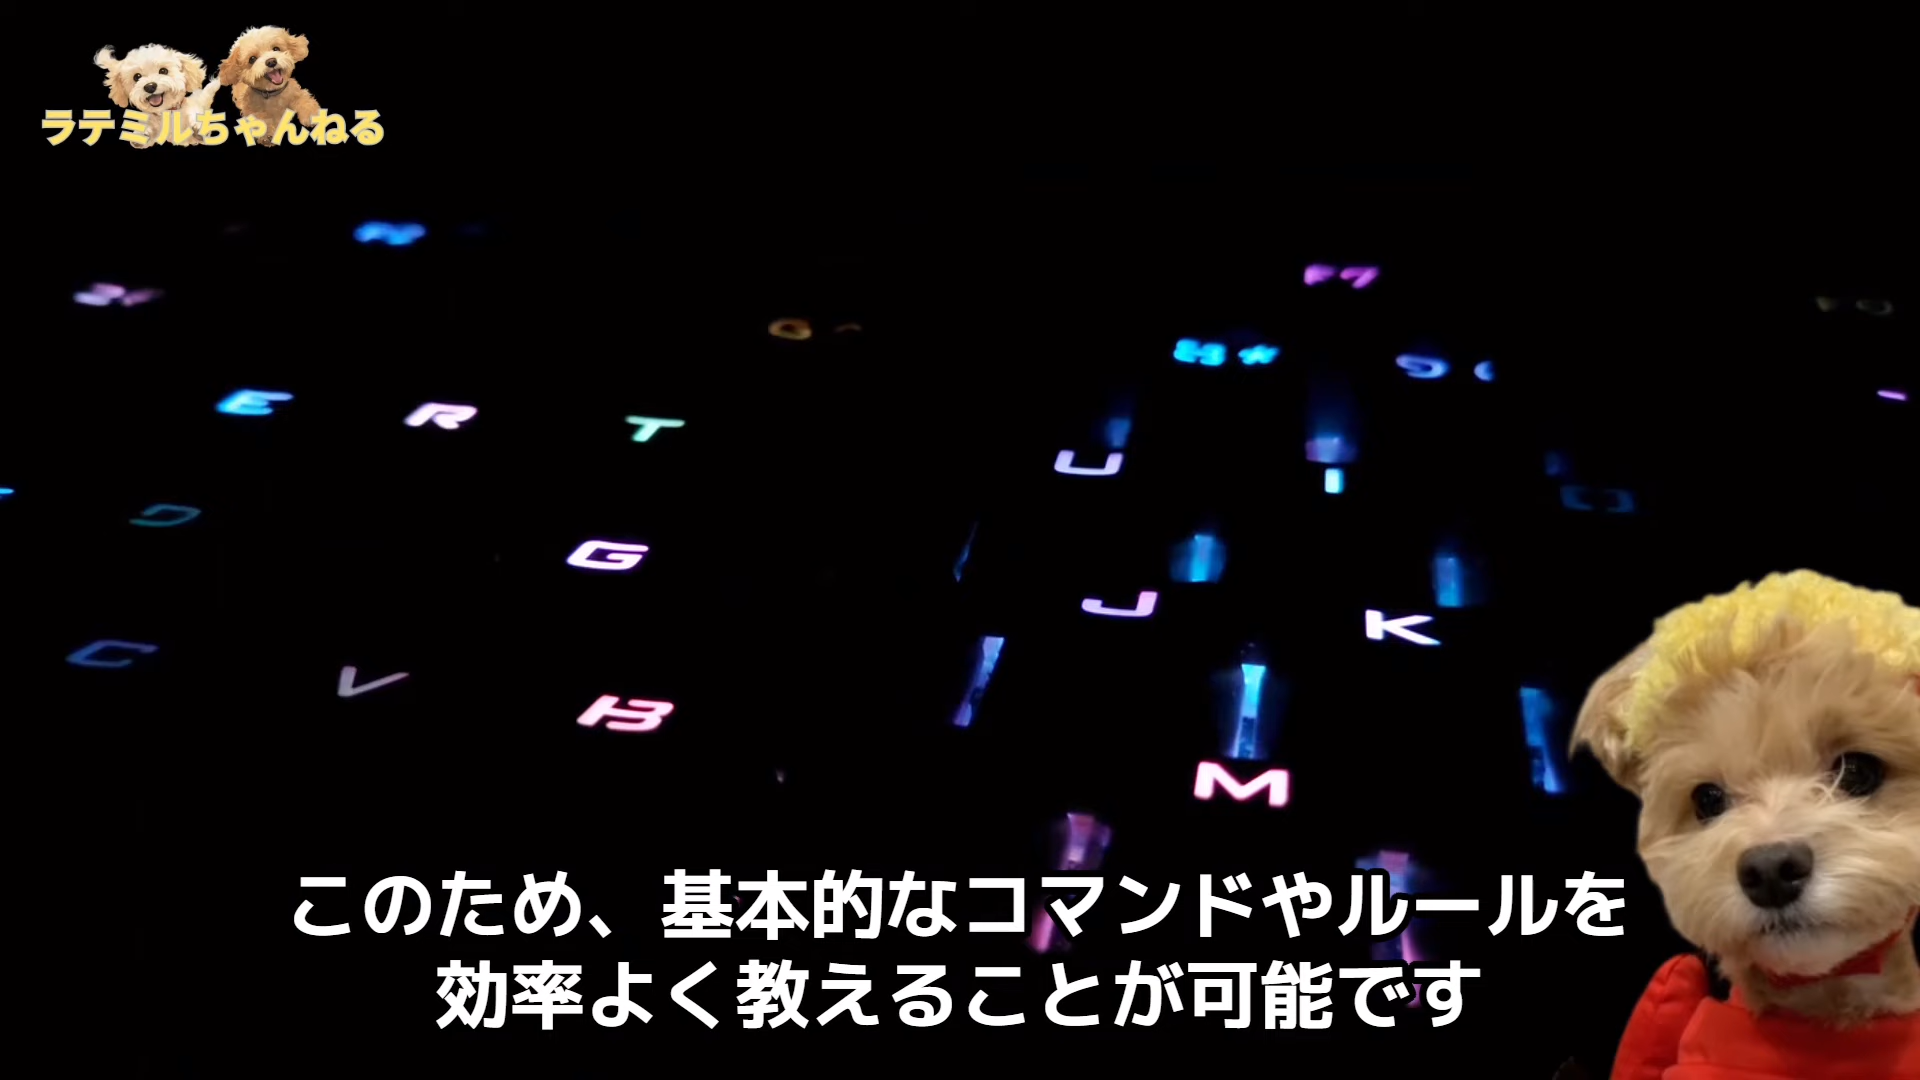 ラテミルちゃんねる
F7
E R T
U I
D
G
J K
C V B
M
このため、基本的なコマンドやルールを
効率よく教えることが可能です